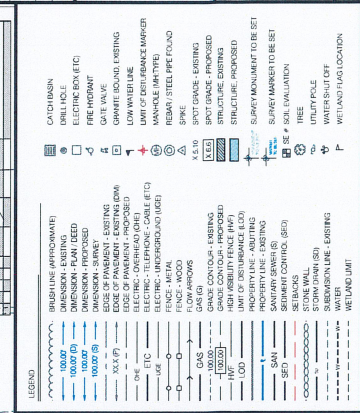 LEGEND
BRUSH LINE (APPROXIMATE)
100.00' DIMENSION - EXISTING
100.00 (D) DIMENSION - PLAN / DEED
100.00' DIMENSION - PROPOSED
100.00' (S) DIMENSION - SURVEY
EDGE OF PAVEMENT - EXISTING
XX.X (P) EDGE OF PAVEMENT - EXISTING (DIM)
EDGE OF PAVEMENT - PROPOSED
OHE ELECTRIC - OVERHEAD (OHE)
ETC ELECTRIC - TELEPHONE - CABLE (ETC)
UGE ELECTRIC - UNDERGROUND (UGE)
FENCE - METAL
FENCE - WOOD
FLOW ARROWS
GAS GAS (G)
100.00 GRADE CONTOUR - EXISTING
100.00 GRADE CONTOUR - PROPOSED
HVF HIGH VISIBILITY FENCE (HVF)
LOD LIMIT OF DISTURBANCE (LOD)
PROPERTY LINE - ABUTTING
PROPERTY LINE - EXISTING
SAN SANITARY SEWER (S)
SED SEDIMENT CONTROL (SED)
SETBACKS
STONE WALL
STORM DRAIN (SD)
SUBDIVISION LINE - EXISTING
W WATER
WETLAND LIMIT
CATCH BASIN
DRILL HOLE
ELECTRIC BOX (ETC)
FIRE HYDRANT
GATE VALVE
GRANITE BOUND, EXISTING
LOW WATER LINE
LIMIT OF DISTURBANCE MARKER
MANHOLE (MH/TYPE)
REBAR / STEEL PIPE FOUND
SPIKE
X 5.10 SPOT GRADE - EXISTING
X 6.6 SPOT GRADE - PROPOSED
STRUCTURE, EXISTING
STRUCTURE, PROPOSED
SURVEY MONUMENT TO BE SET
SURVEY MARKER TO BE SET
SE # SOIL EVALUATION
TREE
UTILITY POLE
WATER SHUT OFF
WETLAND FLAG LOCATION